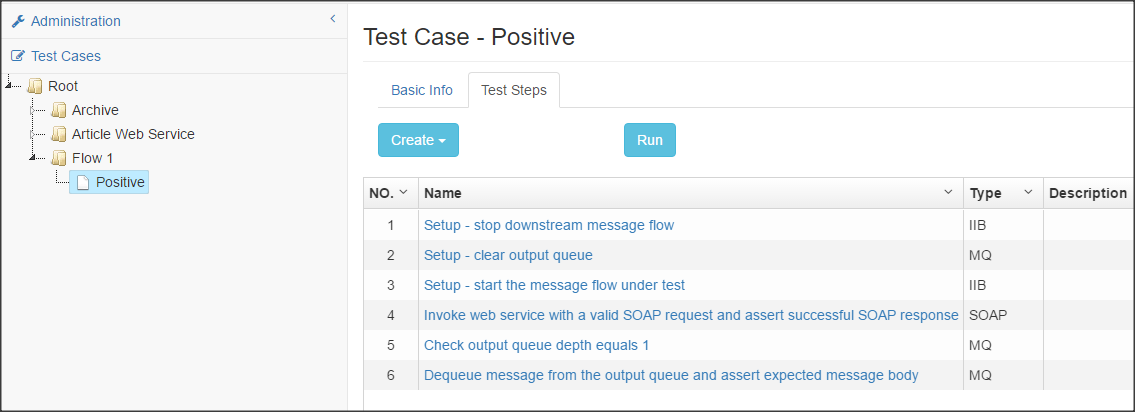 Administration
Test Cases
Root
Archive
Article Web Service
Flow 1
Positive
Test Case - Positive
Basic Info Test Steps
Create Run
NO. Name Type Description
1 Setup - stop downstream message flow IIB
2 Setup - clear output queue MQ
3 Setup - start the message flow under test IIB
4 Invoke web service with a valid SOAP request and assert successful SOAP response SOAP
5 Check output queue depth equals 1 MQ
6 Dequeue message from the output queue and assert expected message body MQ